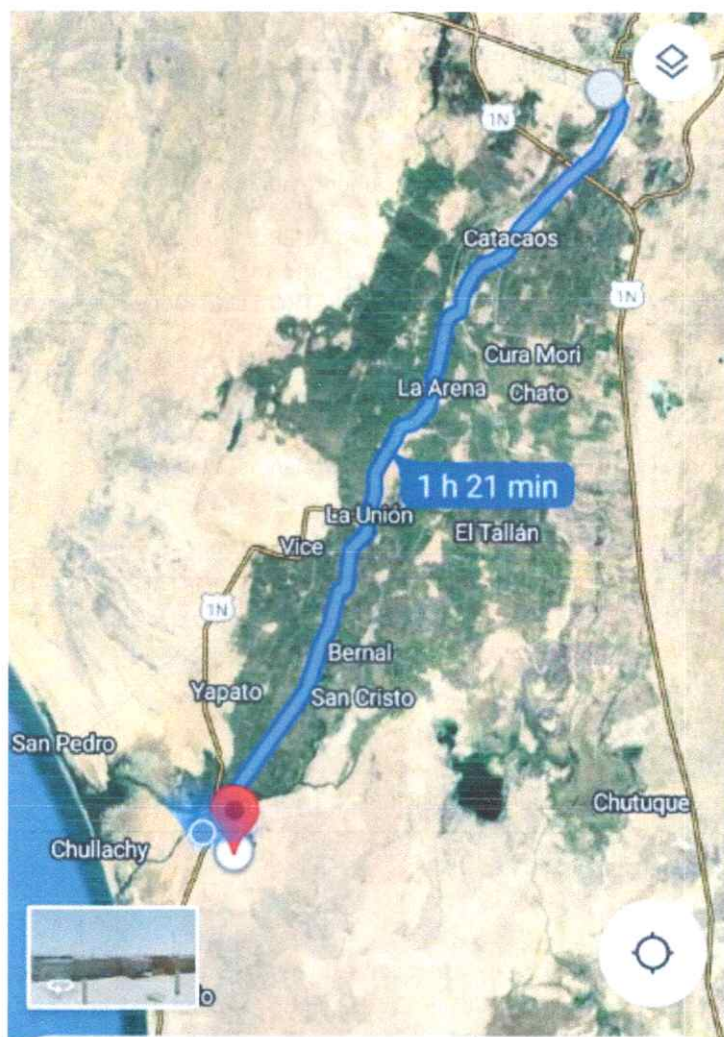 1N
Catacaos
1N
Cura Mori
La Arena
Chato
1 h 21 min
La Unión
El Tallán
Vice
1N
Bernal
Yapato
San Cristo
San Pedro
Chutuque
Chullachy
o